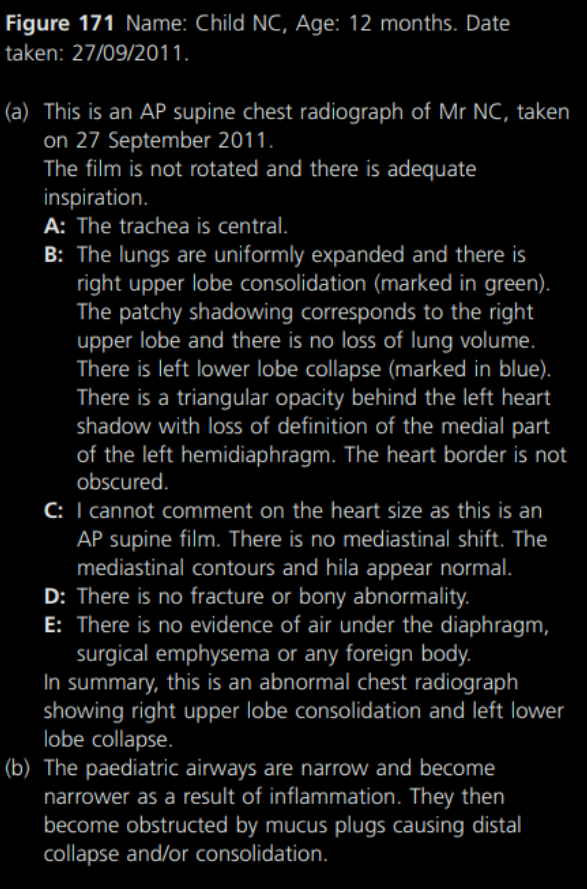 Figure 171 Name: Child NC, Age: 12 months. Date
taken: 27/09/2011.
(a) This is an AP supine chest radiograph of Mr NC, taken
on 27 September 2011.
The film is not rotated and there is adequate
inspiration.
A: The trachea is central.
B: The lungs are uniformly expanded and there is
right upper lobe consolidation (marked in green).
The patchy shadowing corresponds to the right
upper lobe and there is no loss of lung volume.
There is left lower lobe collapse (marked in blue).
There is a triangular opacity behind the left heart
shadow with loss of definition of the medial part
of the left hemidiaphragm. The heart border is not
obscured.
C: I cannot comment on the heart size as this is an
AP supine film. There is no mediastinal shift. The
mediastinal contours and hila appear normal.
D: There is no fracture or bony abnormality.
E: There is no evidence of air under the diaphragm,
surgical emphysema or any foreign body.
In summary, this is an abnormal chest radiograph
showing right upper lobe consolidation and left lower
lobe collapse.
(b) The paediatric airways are narrow and become
narrower as a result of inflammation. They then
become obstructed by mucus plugs causing distal
collapse and/or consolidation.